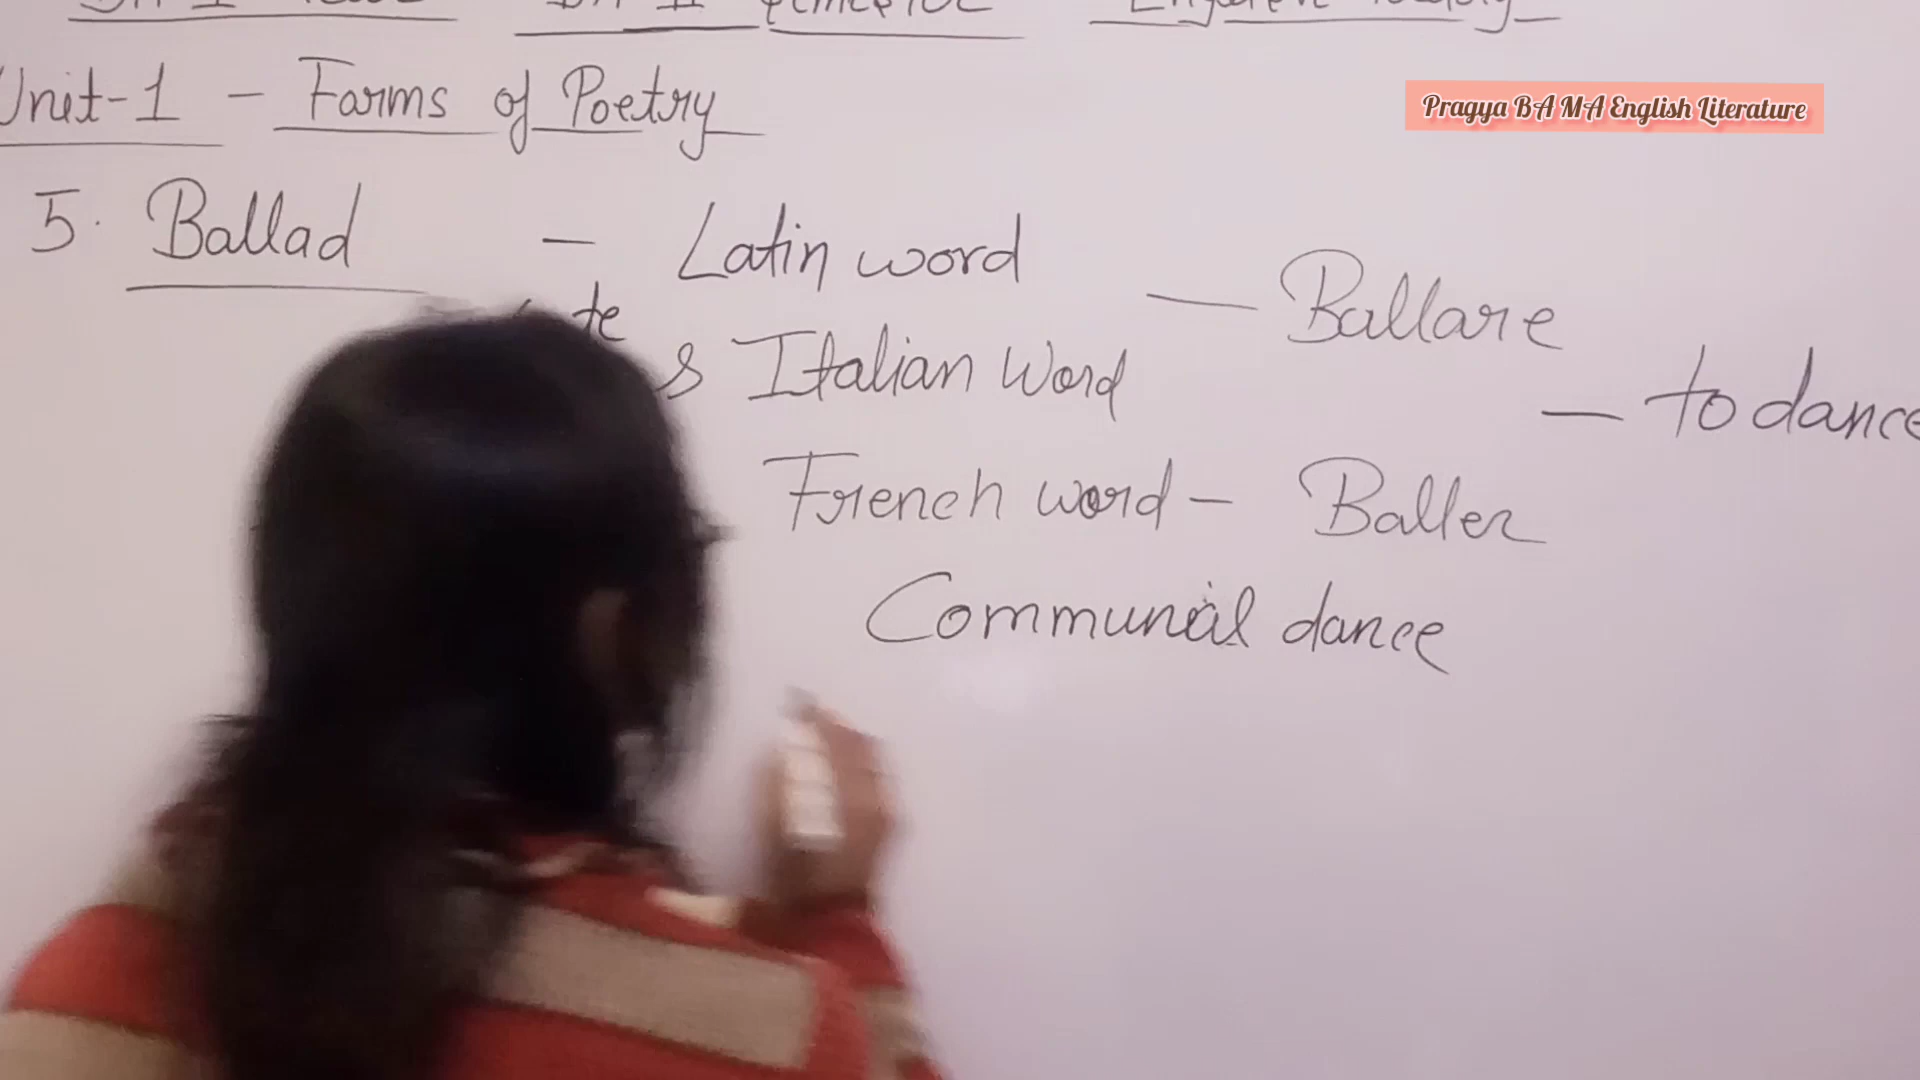 Unit-1 - Forms of Poetry
Pragya BA MA English Literature
5. Ballad - Latin word
— Ballare
Italian Word
— to dance
French word - Baller
Communal dance